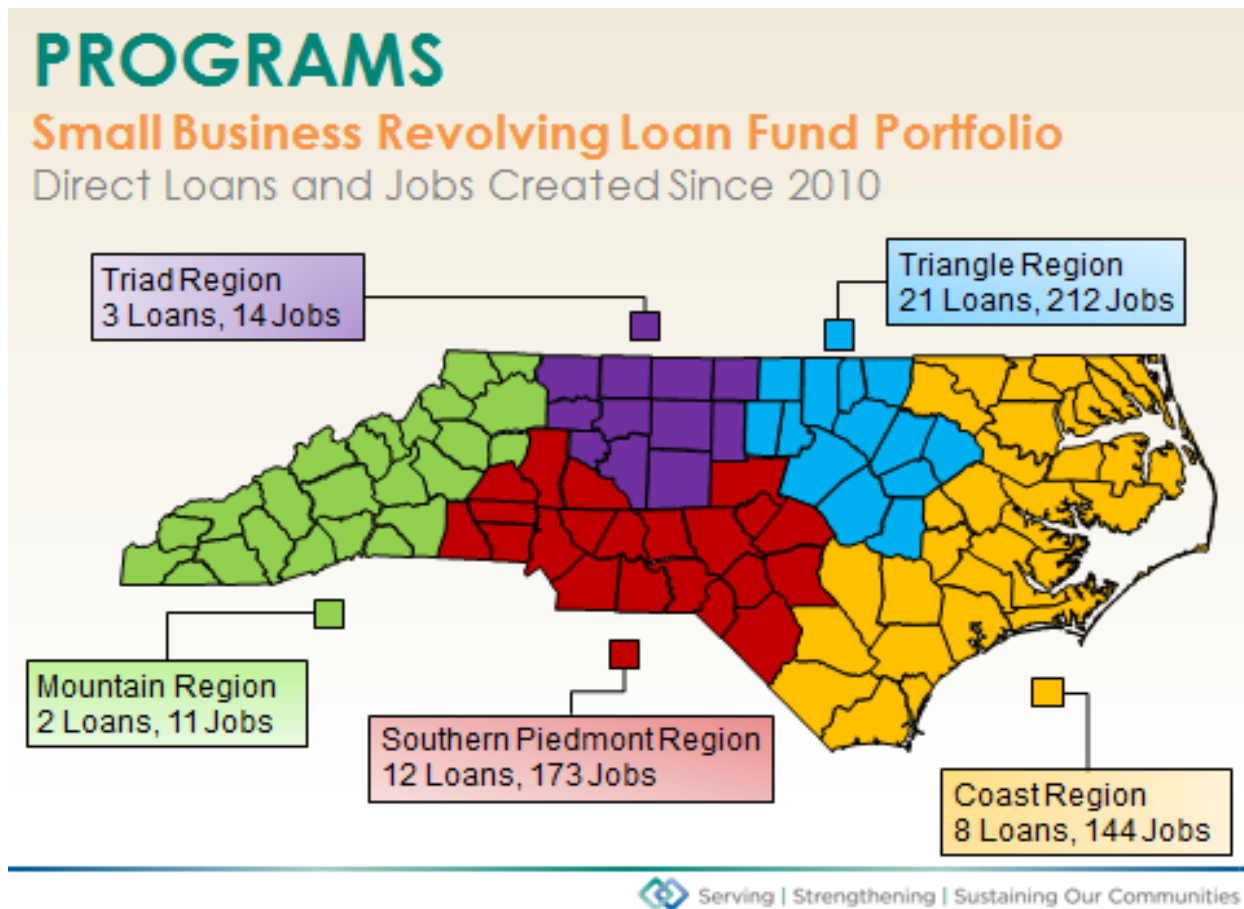 PROGRAMS
Small Business Revolving Loan Fund Portfolio
Direct Loans and Jobs Created Since 2010
Triad Region
3 Loans, 14 Jobs
Triangle Region
21 Loans, 212 Jobs
Mountain Region
2 Loans, 11 Jobs
Southern Piedmont Region
12 Loans, 173 Jobs
Coast Region
8 Loans, 144 Jobs
Serving | Strengthening | Sustaining Our Communities